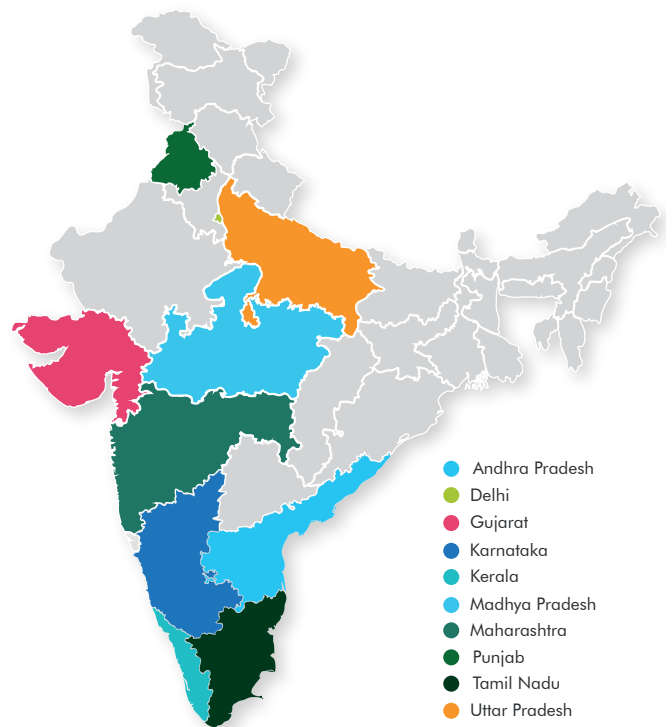 Andhra Pradesh
Delhi
Gujarat
Karnataka
Kerala
Madhya Pradesh
Maharashtra
Punjab
Tamil Nadu
Uttar Pradesh